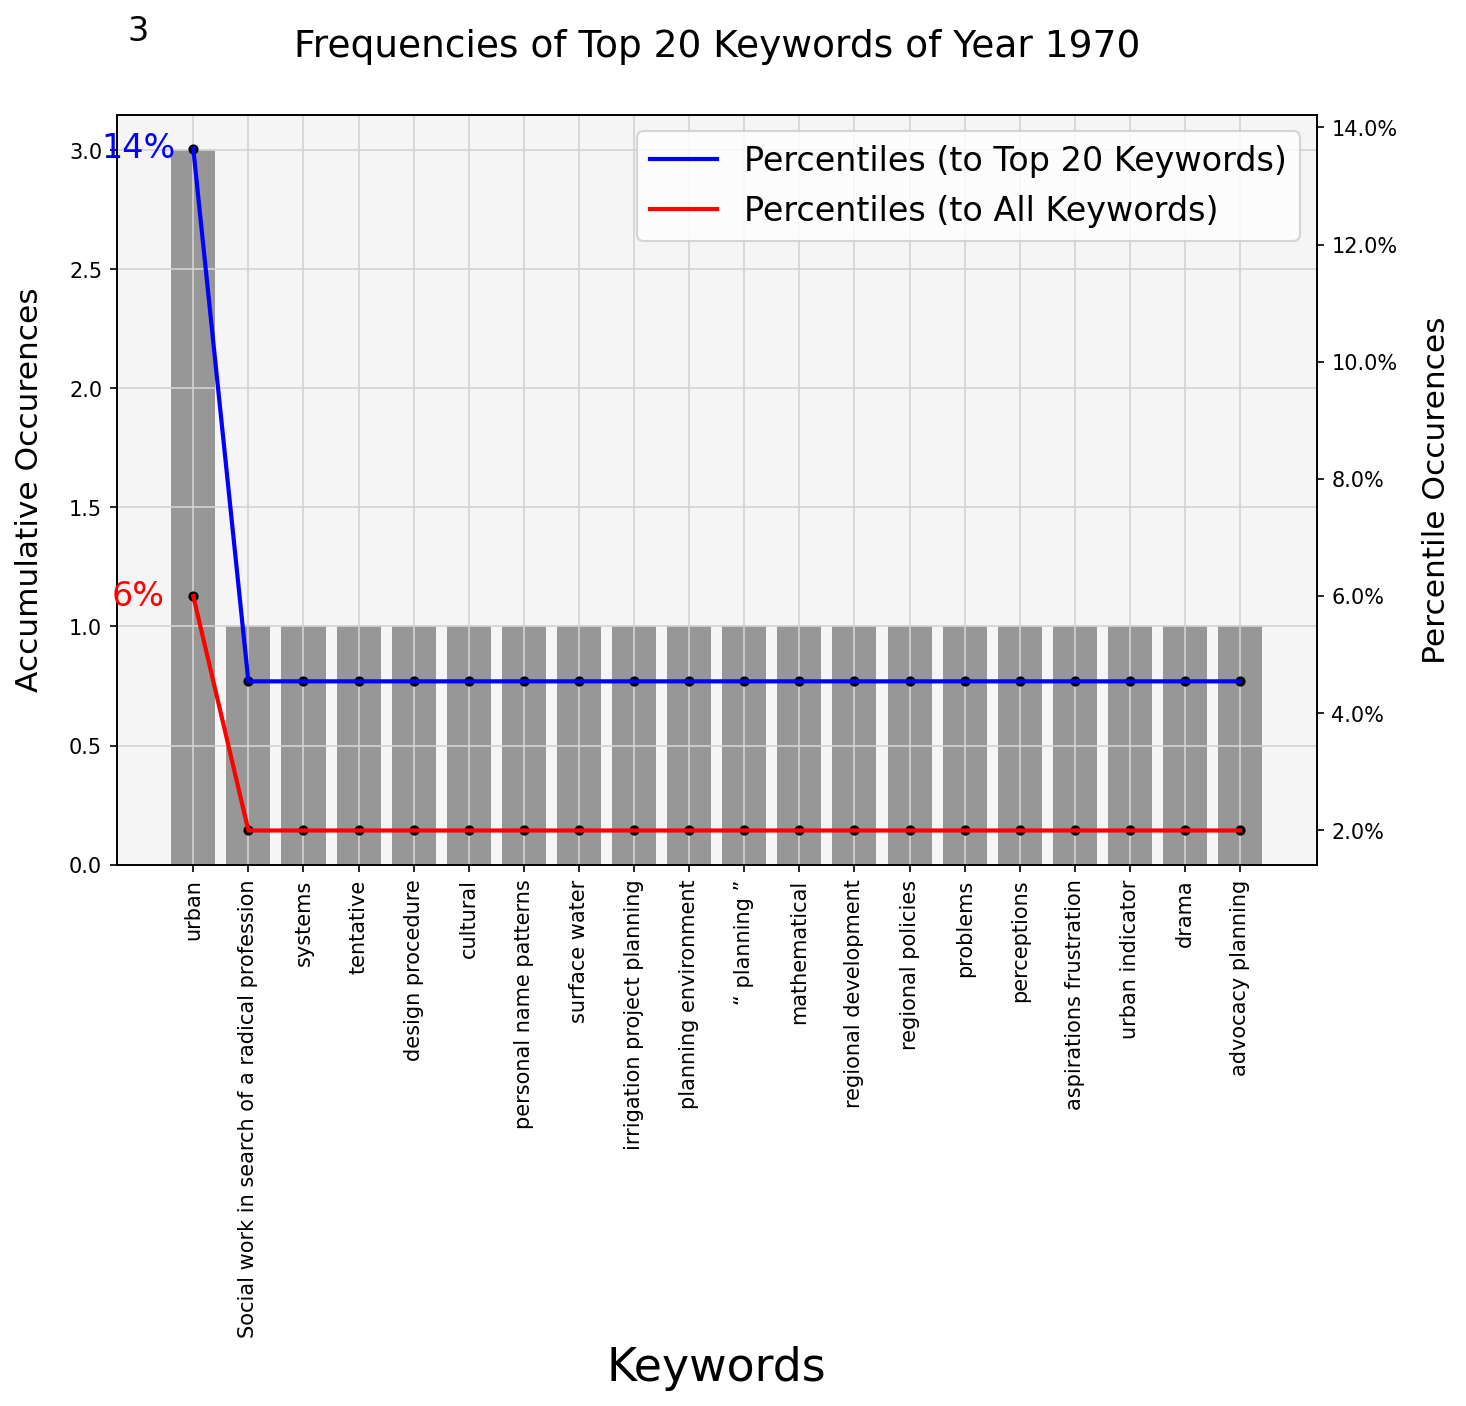 3
Frequencies of Top 20 Keywords of Year 1970
Percentiles (to Top 20 Keywords)
Percentiles (to All Keywords)
14%
6%
Accumulative Occurences
3.0
2.5
2.0
1.5
1.0
0.5
0.0
14.0%
12.0%
10.0%
8.0%
6.0%
4.0%
2.0%
Percentile Occurences
urban
Social work in search of a radical profession
systems
tentative
design procedure
cultural
personal name patterns
surface water
irrigation project planning
planning environment
“ planning ”
mathematical
regional development
regional policies
problems
perceptions
aspirations frustration
urban indicator
drama
advocacy planning
Keywords